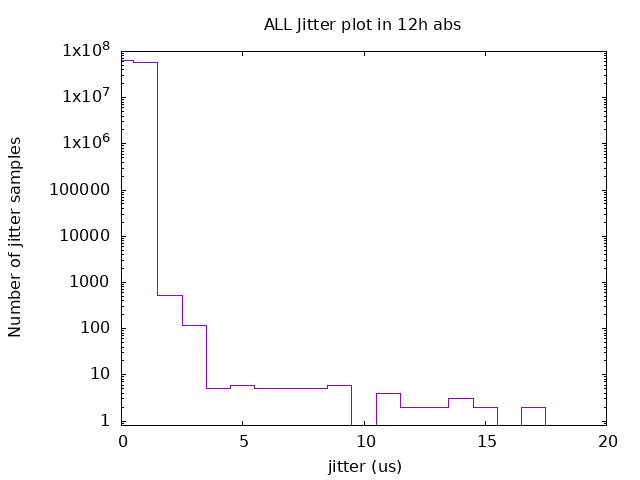 ALL Jitter plot in 12h abs
Number of jitter samples
1x10^8
1x10^7
1x10^6
100000
10000
1000
100
10
1
0 5 10 15 20
jitter (us)